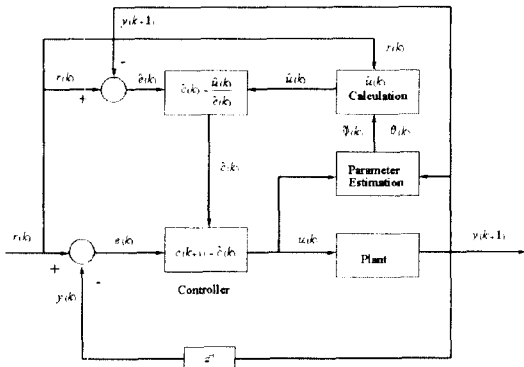 y(k+1)
r(k)
-
r(k)
ê(k)
ĉ(k) = û(k)/ê(k)
û(k)
û(k)
Calculation
+
ψ(k) θ(k)
ĉ(k)
Parameter
Estimation
r(k)
e(k)
c(k+1) = ĉ(k)
u(k)
Plant
y(k+1)
+
-
Controller
y(k)